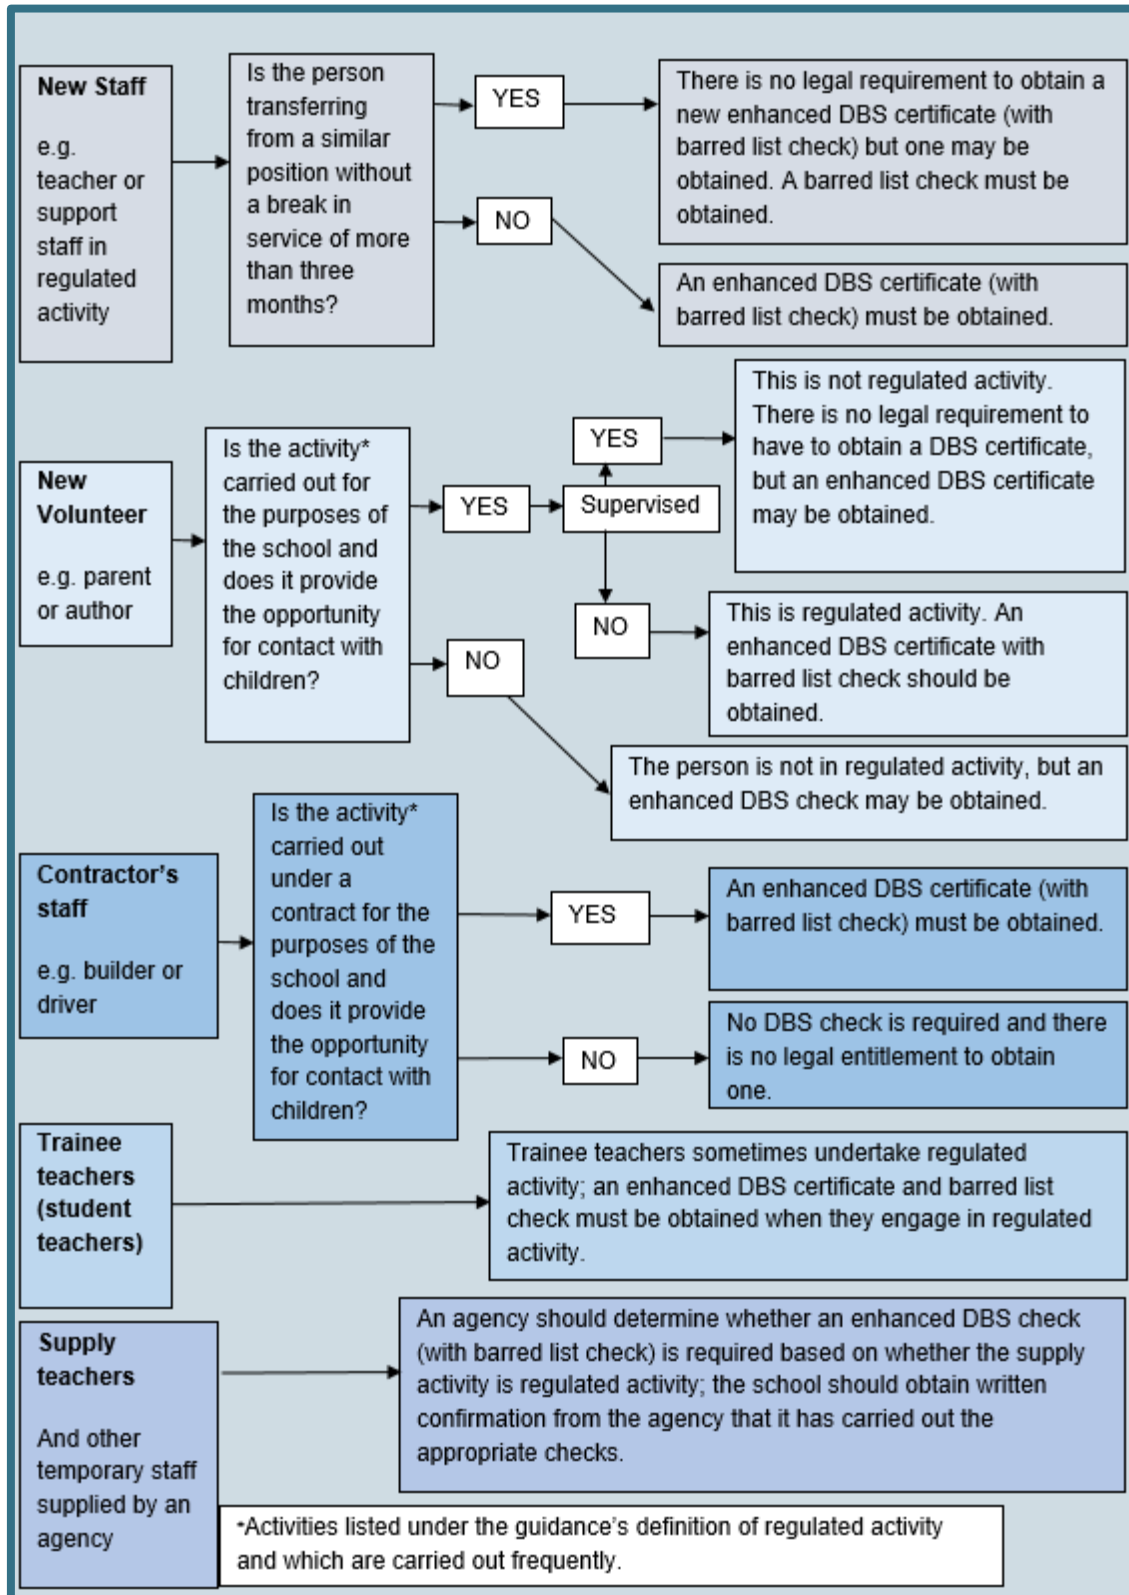 New Staff
e.g.
teacher or
support
staff in
regulated
activity
Is the person
transferring
from a similar
position without
a break in
service of more
than three
months?
YES
There is no legal requirement to obtain a
new enhanced DBS certificate (with
barred list check) but one may be
obtained. A barred list check must be
obtained.
NO
An enhanced DBS certificate (with
barred list check) must be obtained.
New
Volunteer
e.g. parent
or author
Is the activity*
carried out for
the purposes of
the school and
does it provide
the opportunity
for contact with
children?
YES
Supervised
YES
This is not regulated activity.
There is no legal requirement to
have to obtain a DBS certificate,
but an enhanced DBS certificate
may be obtained.
NO
This is regulated activity. An
enhanced DBS certificate with
barred list check should be
obtained.
NO
The person is not in regulated activity, but an
enhanced DBS check may be obtained.
Contractor's
staff
e.g. builder or
driver
Is the activity*
carried out
under a
contract for the
purposes of the
school and
does it provide
the opportunity
for contact with
children?
YES
An enhanced DBS certificate (with
barred list check) must be obtained.
NO
No DBS check is required and there
is no legal entitlement to obtain
one.
Trainee
teachers
(student
teachers)
Trainee teachers sometimes undertake regulated
activity; an enhanced DBS certificate and barred list
check must be obtained when they engage in regulated
activity.
Supply
teachers
And other
temporary staff
supplied by an
agency
An agency should determine whether an enhanced DBS check
(with barred list check) is required based on whether the supply
activity is regulated activity; the school should obtain written
confirmation from the agency that it has carried out the
appropriate checks.
*Activities listed under the guidance's definition of regulated activity
and which are carried out frequently.